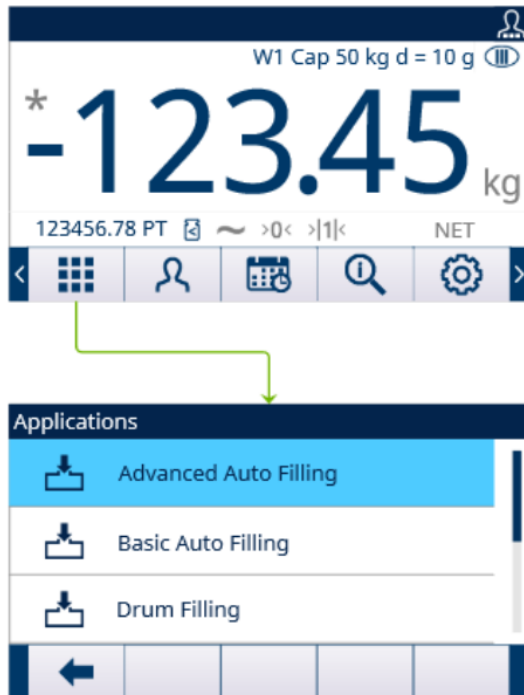 W1 Cap 50 kg d = 10 g
*
-123.45 kg
123456.78 PT ~ >0< >|1|< NET
Applications
Advanced Auto Filling
Basic Auto Filling
Drum Filling